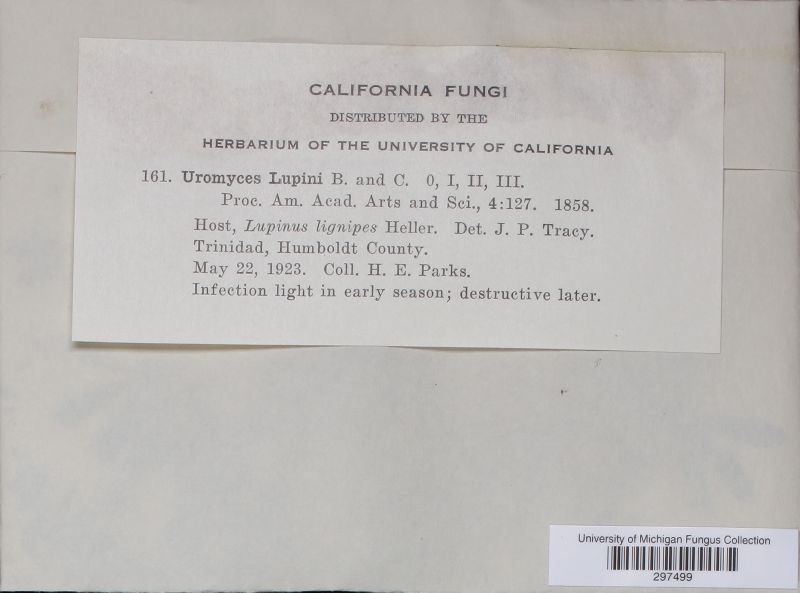 CALIFORNIA FUNGI
DISTRIBUTED BY THE
HERBARIUM OF THE UNIVERSITY OF CALIFORNIA
161. Uromyces Lupini B. and C. 0, I, II, III.
Proc. Am. Acad. Arts and Sci., 4:127. 1858.
Host, Lupinus lignipes Heller. Det. J. P. Tracy.
Trinidad, Humboldt County.
May 22, 1923. Coll. H. E. Parks.
Infection light in early season; destructive later.
University of Michigan Fungus Collection
297499